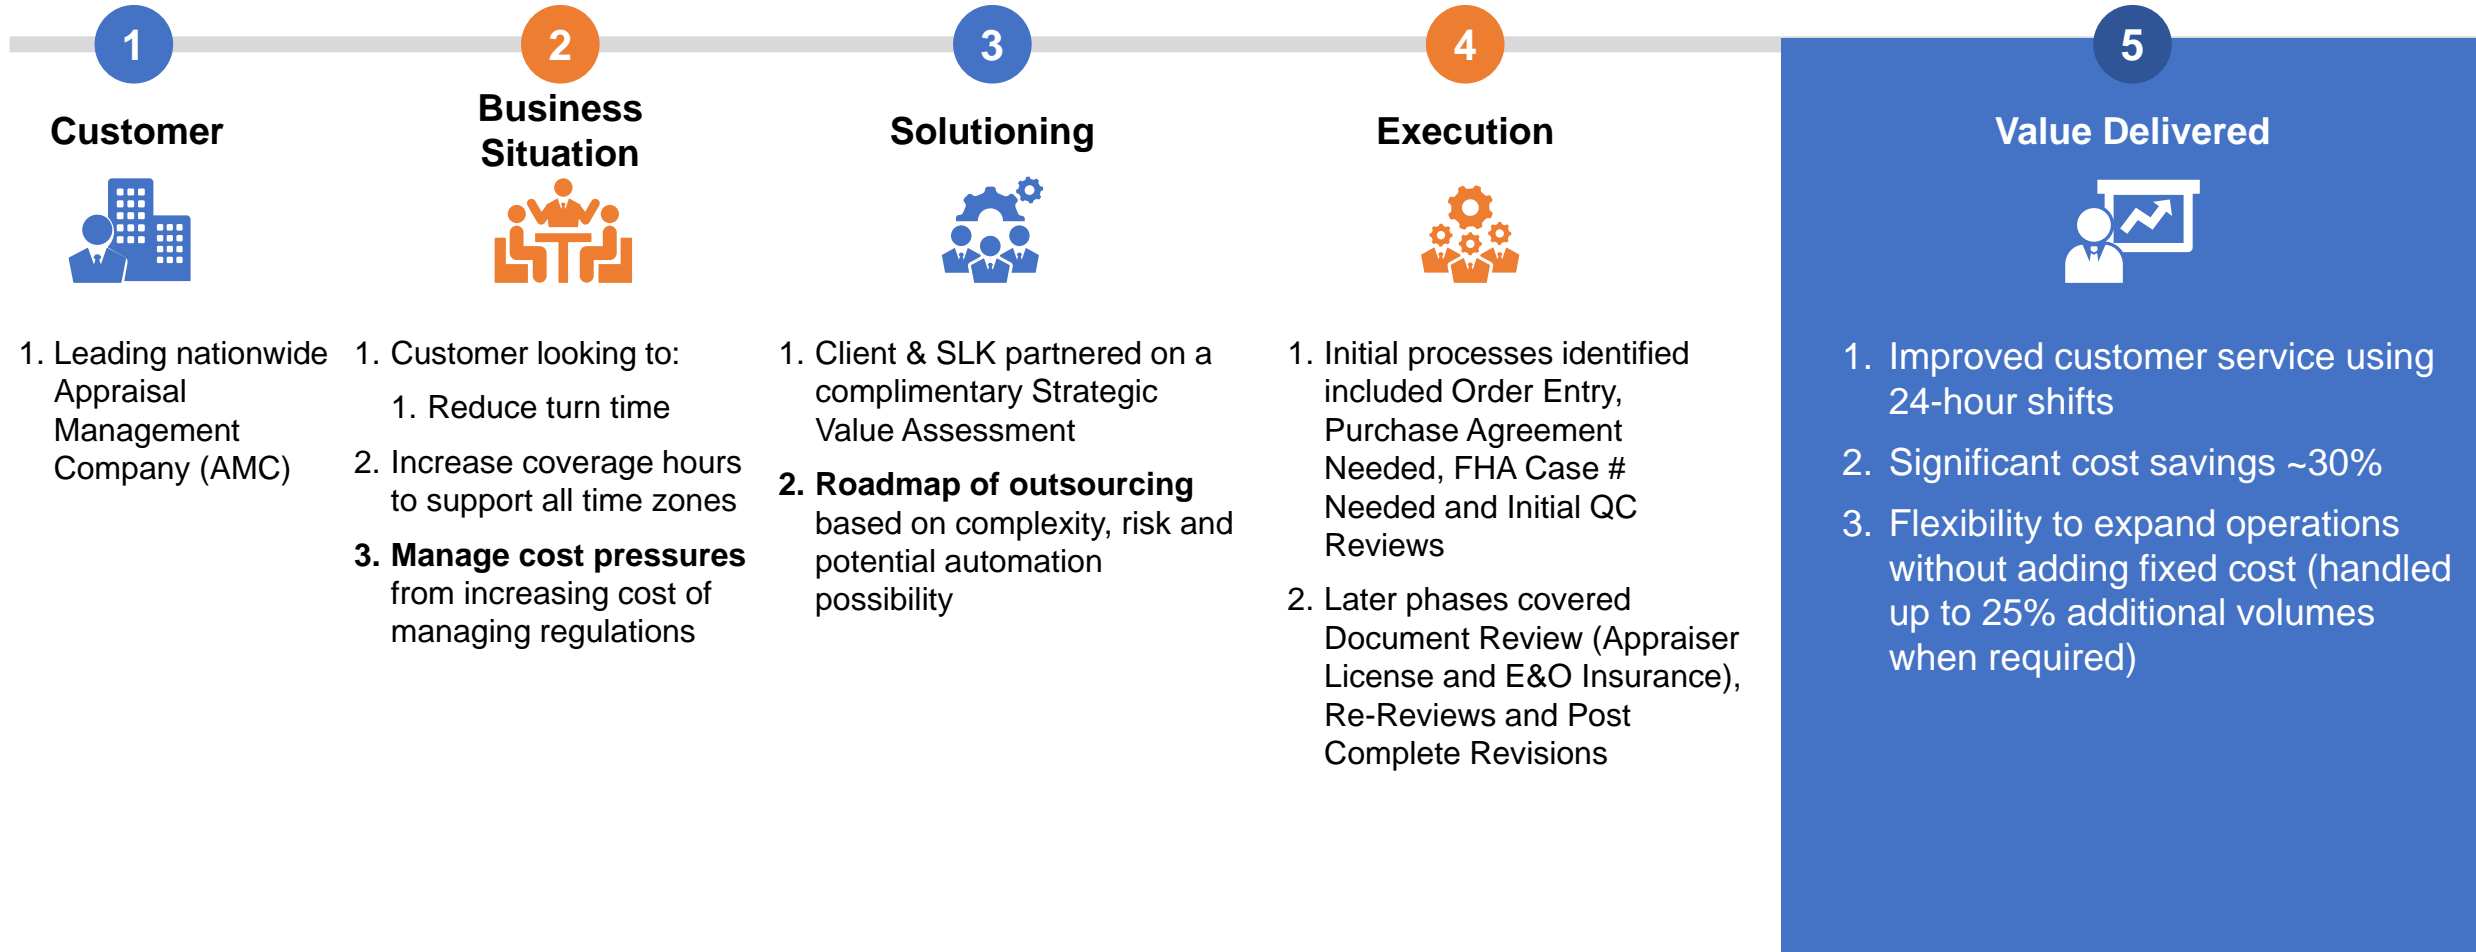 1
Customer
1. Leading nationwide
Appraisal
Management
Company (AMC)
2
Business
Situation
1. Customer looking to:
1. Reduce turn time
2. Increase coverage hours
to support all time zones
3. Manage cost pressures
from increasing cost of
managing regulations
3
Solutioning
1. Client & SLK partnered on a
complimentary Strategic
Value Assessment
2. Roadmap of outsourcing
based on complexity, risk and
potential automation
possibility
4
Execution
1. Initial processes identified
included Order Entry,
Purchase Agreement
Needed, FHA Case #
Needed and Initial QC
Reviews
2. Later phases covered
Document Review (Appraiser
License and E&O Insurance),
Re-Reviews and Post
Complete Revisions
5
Value Delivered
1. Improved customer service using
24-hour shifts
2. Significant cost savings ~30%
3. Flexibility to expand operations
without adding fixed cost (handled
up to 25% additional volumes
when required)